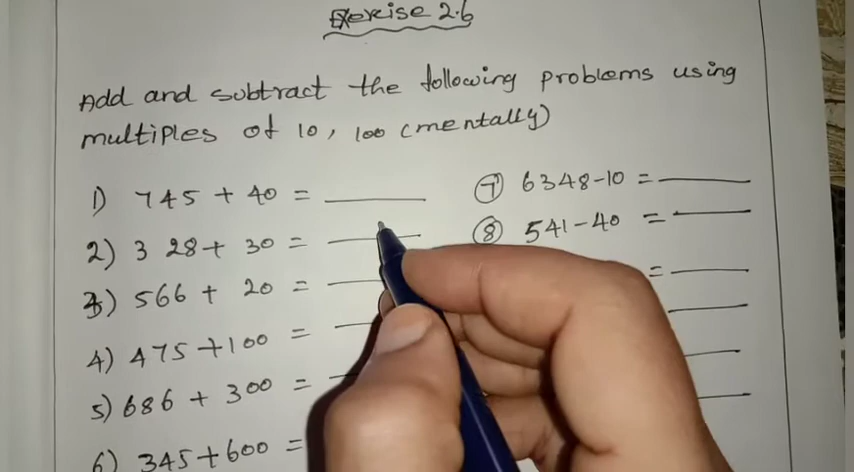 Exercise 2.6
Add and subtract the following problems using
multiples of 10, 100 (mentally)
1) 745 + 40 =
2) 328 + 30 =
3) 566 + 20 =
4) 475 + 100 =
5) 686 + 300 =
6) 345 + 600 =
7 6348 - 10 =
8 541 - 40 =
=